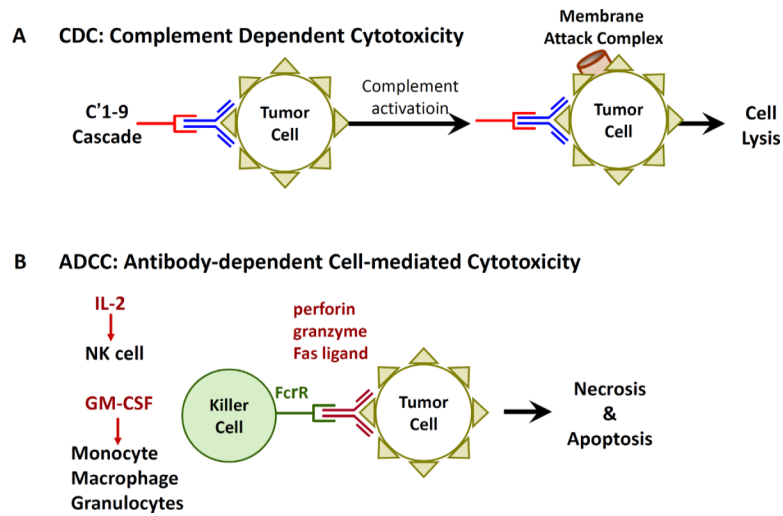 A CDC: Complement Dependent Cytotoxicity
Membrane
Attack Complex
C'1-9
Cascade
Tumor
Cell
Complement
activatioin
Tumor
Cell
Cell
Lysis
B ADCC: Antibody-dependent Cell-mediated Cytotoxicity
IL-2
NK cell
GM-CSF
Monocyte
Macrophage
Granulocytes
perforin
granzyme
Fas ligand
Killer
Cell
FcrR
Tumor
Cell
Necrosis
&
Apoptosis